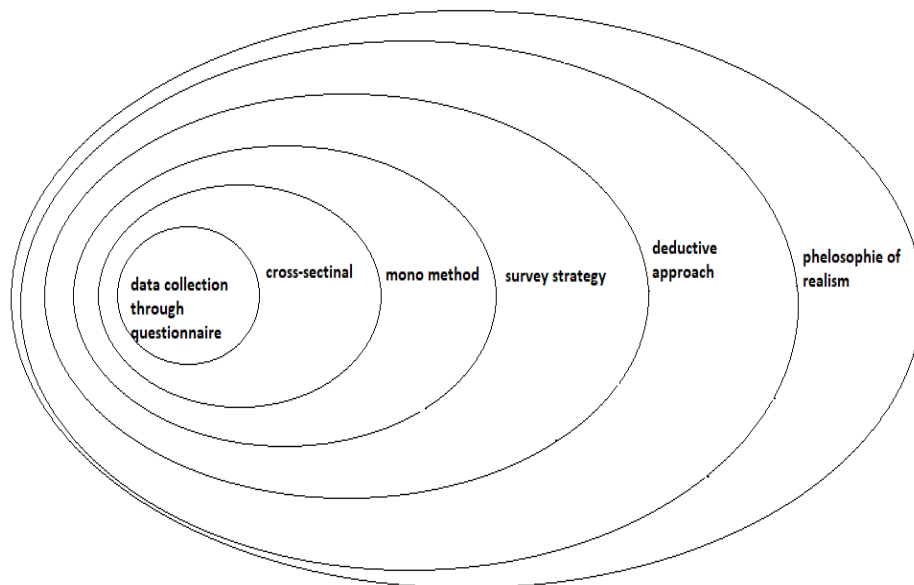 data collection
through
questionnaire
cross-sectinal
mono method
survey strategy
deductive
approach
phelosophie of
realism